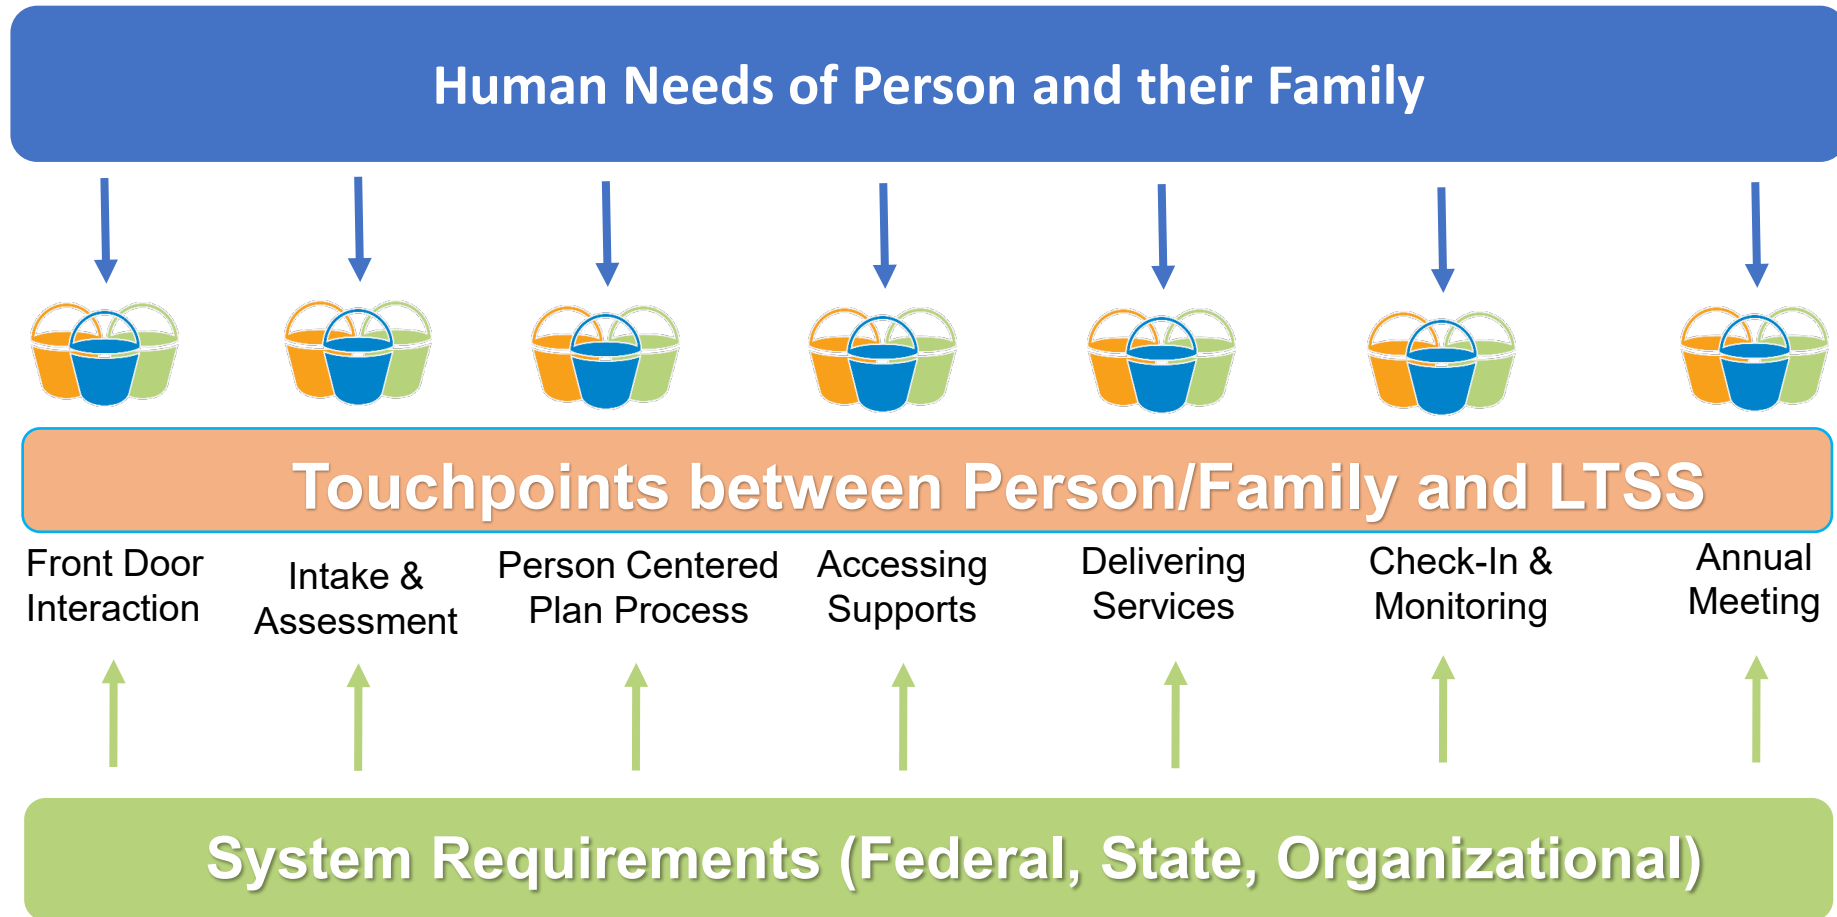 Human Needs of Person and their Family
Touchpoints between Person/Family and LTSS
Front Door
Interaction
Intake &
Assessment
Person Centered
Plan Process
Accessing
Supports
Delivering
Services
Check-In &
Monitoring
Annual
Meeting
System Requirements (Federal, State, Organizational)